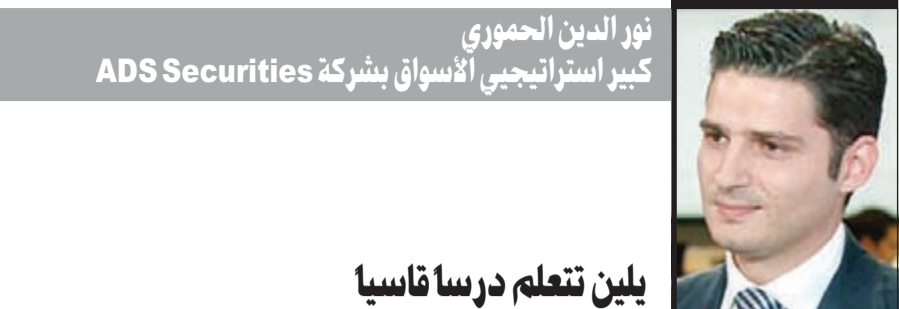 نور الدين الحموري
كبير استراتيجيي الأسواق بشركة ADS Securities
يلين تتعلم درساً قاسياً